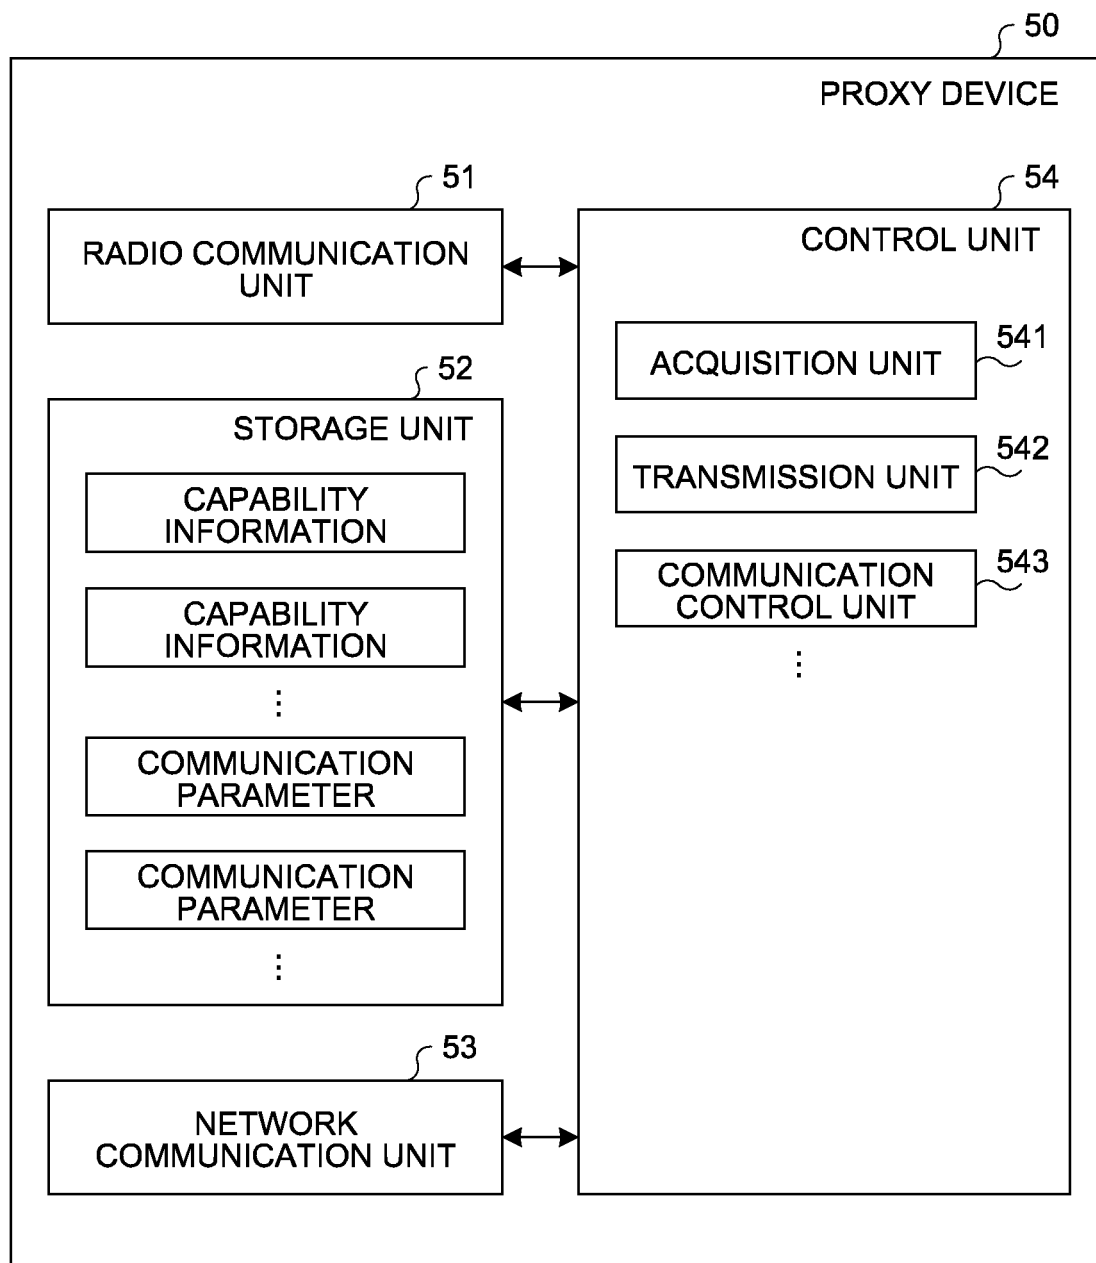 50
PROXY DEVICE
51
RADIO COMMUNICATION
UNIT
52
STORAGE UNIT
CAPABILITY
INFORMATION
CAPABILITY
INFORMATION
⋮
COMMUNICATION
PARAMETER
COMMUNICATION
PARAMETER
⋮
53
NETWORK
COMMUNICATION UNIT
54
CONTROL UNIT
541
ACQUISITION UNIT
542
TRANSMISSION UNIT
543
COMMUNICATION
CONTROL UNIT
⋮